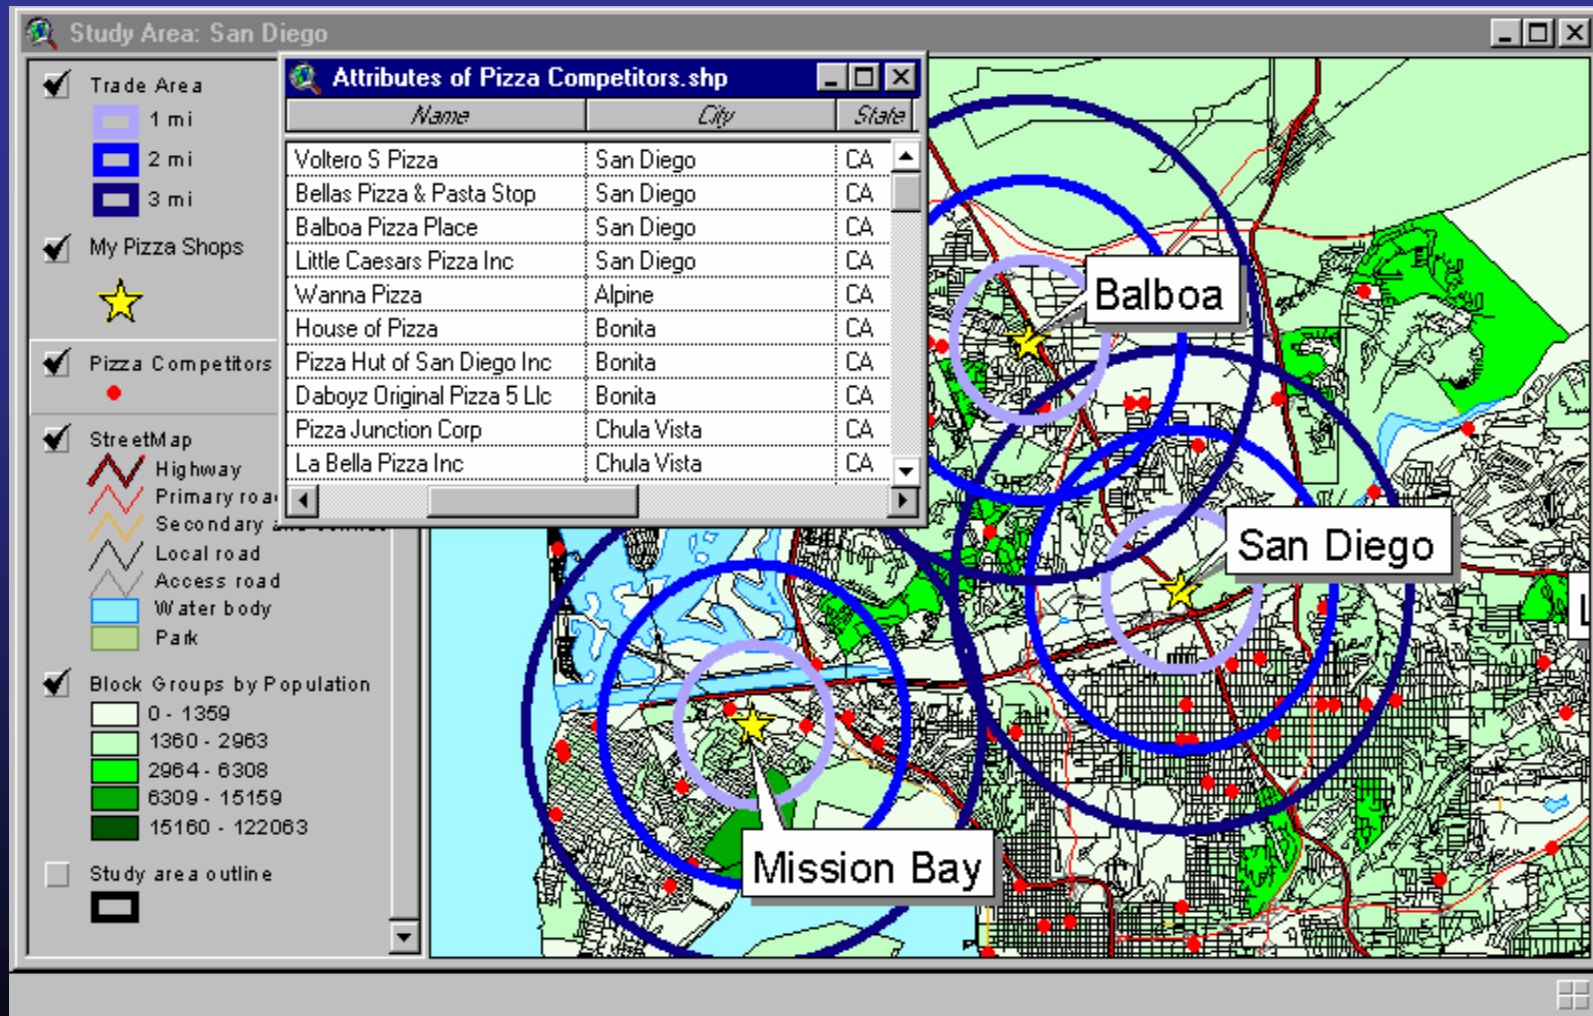 Study Area: San Diego
Trade Area
1 mi
2 mi
3 mi
My Pizza Shops
Pizza Competitors
StreetMap
Highway
Primary roa
Secondary
Local road
Access road
Water body
Park
Block Groups by Population
0 - 1359
1360 - 2963
2964 - 6308
6309 - 15159
15160 - 122063
Study area outline
Attributes of Pizza Competitors.shp
Name City State
Voltero S Pizza San Diego CA
Bellas Pizza & Pasta Stop San Diego CA
Balboa Pizza Place San Diego CA
Little Caesars Pizza Inc San Diego CA
Wanna Pizza Alpine CA
House of Pizza Bonita CA
Pizza Hut of San Diego Inc Bonita CA
Daboyz Original Pizza 5 Llc Bonita CA
Pizza Junction Corp Chula Vista CA
La Bella Pizza Inc Chula Vista CA
Balboa
San Diego
L
Mission Bay